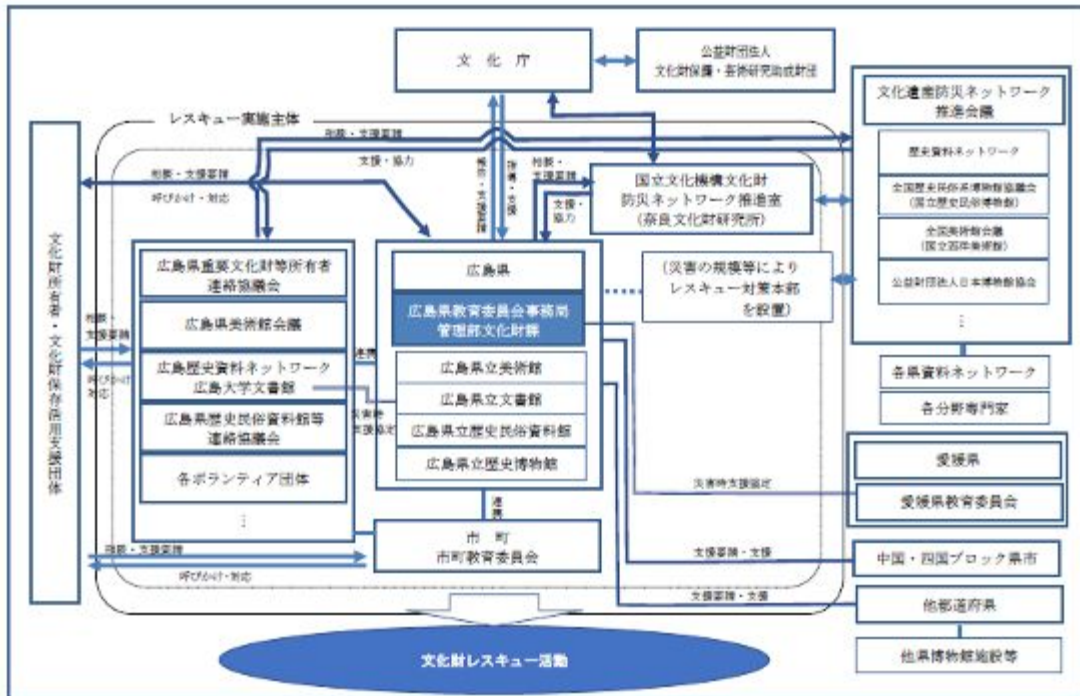 文 化 庁
公益財団法人
文化財保護・芸術研究助成財団
文化遺産防災ネットワーク
推進会議
歴史資料ネットワーク
全国歴史民俗系博物館協議会
(国立歴史民俗博物館)
全国美術館会議
(国立西洋美術館)
公益財団法人日本博物館協会
⋮
各県資料ネットワーク
各分野専門家
レスキュー実施主体
相談・支援要請
支援・協力
相談・支援要請
呼びかけ・対応
報告・支援要請
指導・支援
相談・
支援要請
支援・
協力
国立文化機構文化財
防災ネットワーク推進室
(奈良文化財研究所)
(災害の規模等により
レスキュー対策本部
を設置)
文化財所有者・文化財保存活用支援団体
相談・
支援要請
呼びかけ
対応
広島県重要文化財等所有者
連絡協議会
広島県美術館会議
広島歴史資料ネットワーク
広島大学文書館
広島県歴史民俗資料館等
連絡協議会
各ボランティア団体
⋮
連携
災害時
支援協定
広島県
広島県教育委員会事務局
管理部文化財課
広島県立美術館
広島県立文書館
広島県立歴史民俗資料館
広島県立歴史博物館
連携
市 町
市町教育委員会
相談・支援要請
呼びかけ・対応
災害時支援協定
愛媛県
愛媛県教育委員会
支援要請・支援
中国・四国ブロック県市
支援要請・支援
他都道府県
他県博物館施設等
文化財レスキュー活動